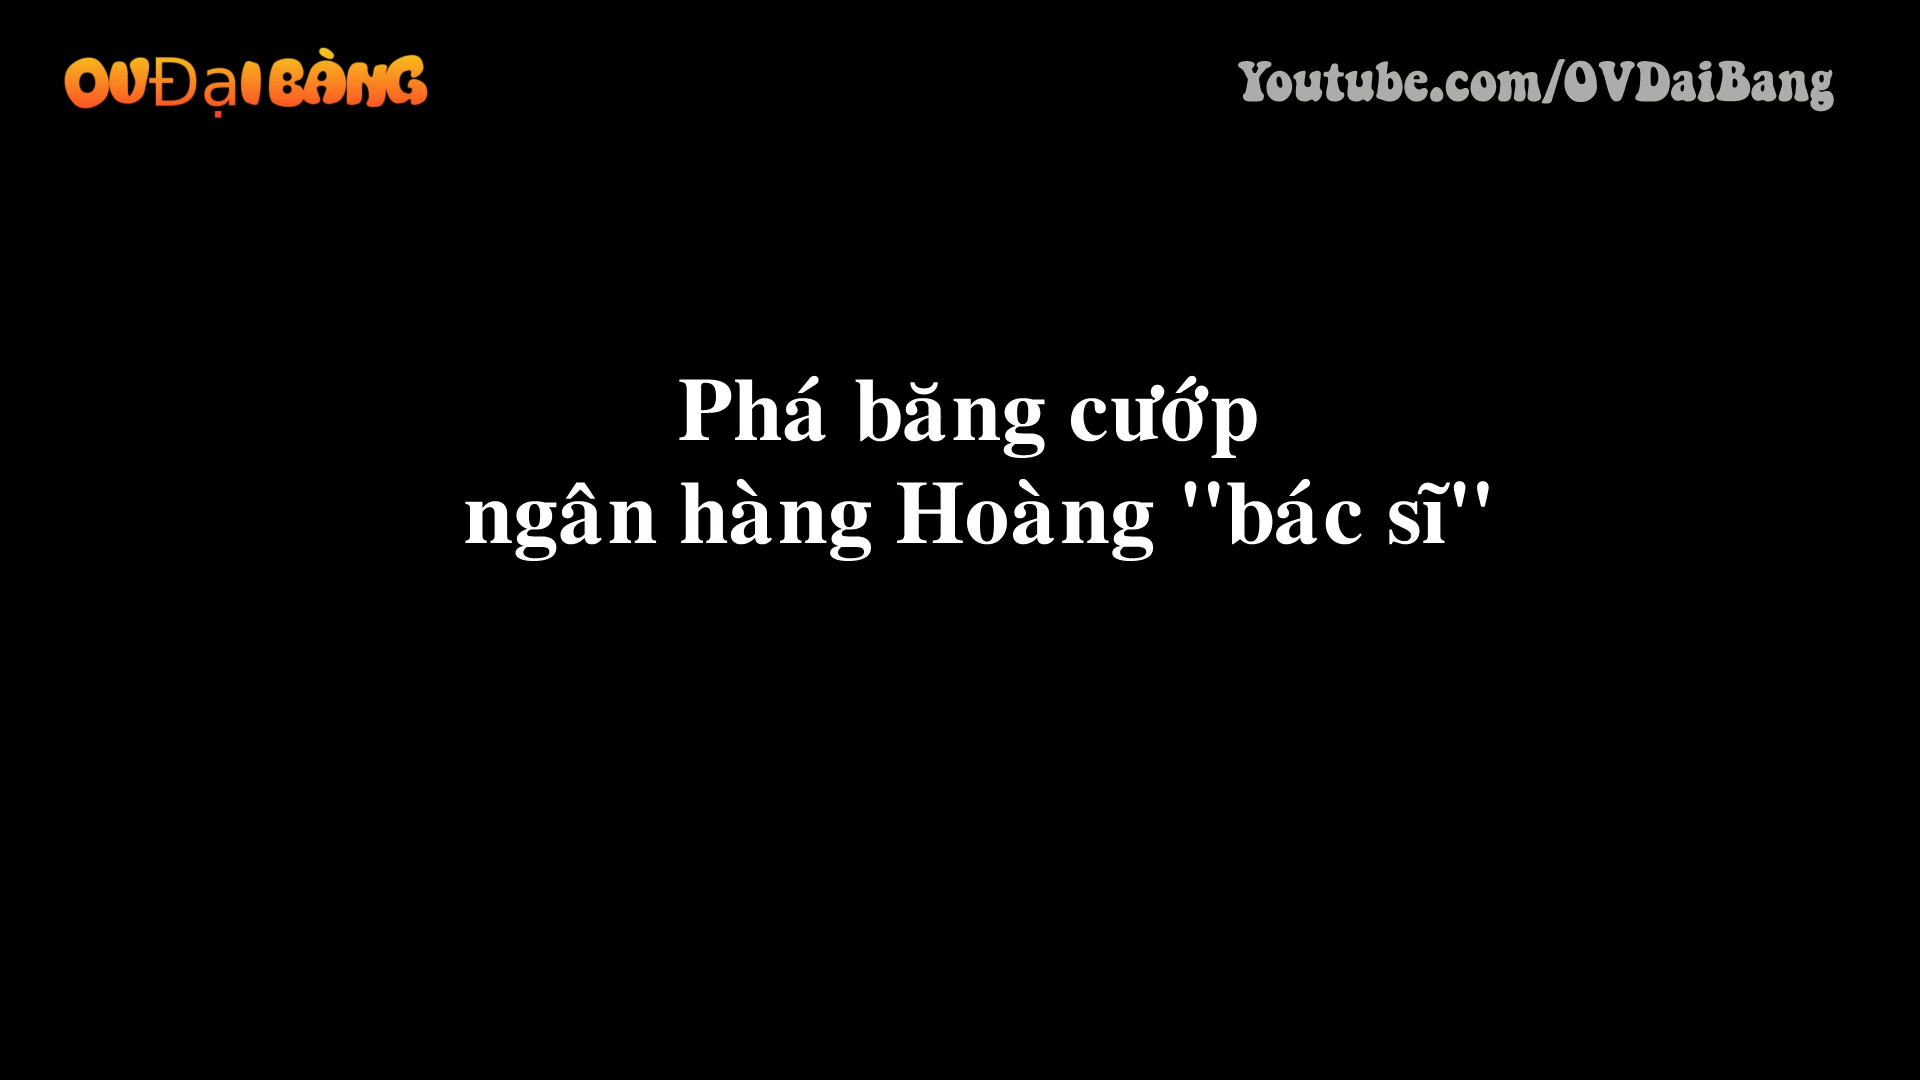 OVĐạI BÀNG
Youtube.com/OVDaiBang
Phá băng cướp
ngân hàng Hoàng "bác sĩ"